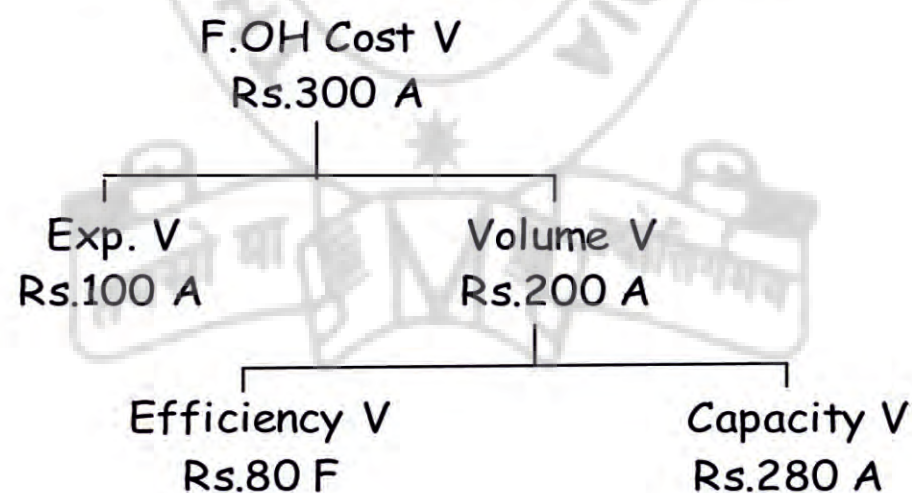 F.OH Cost V
Rs.300 A
Exp. V Volume V
Rs.100 A Rs.200 A
Efficiency V Capacity V
Rs.80 F Rs.280 A